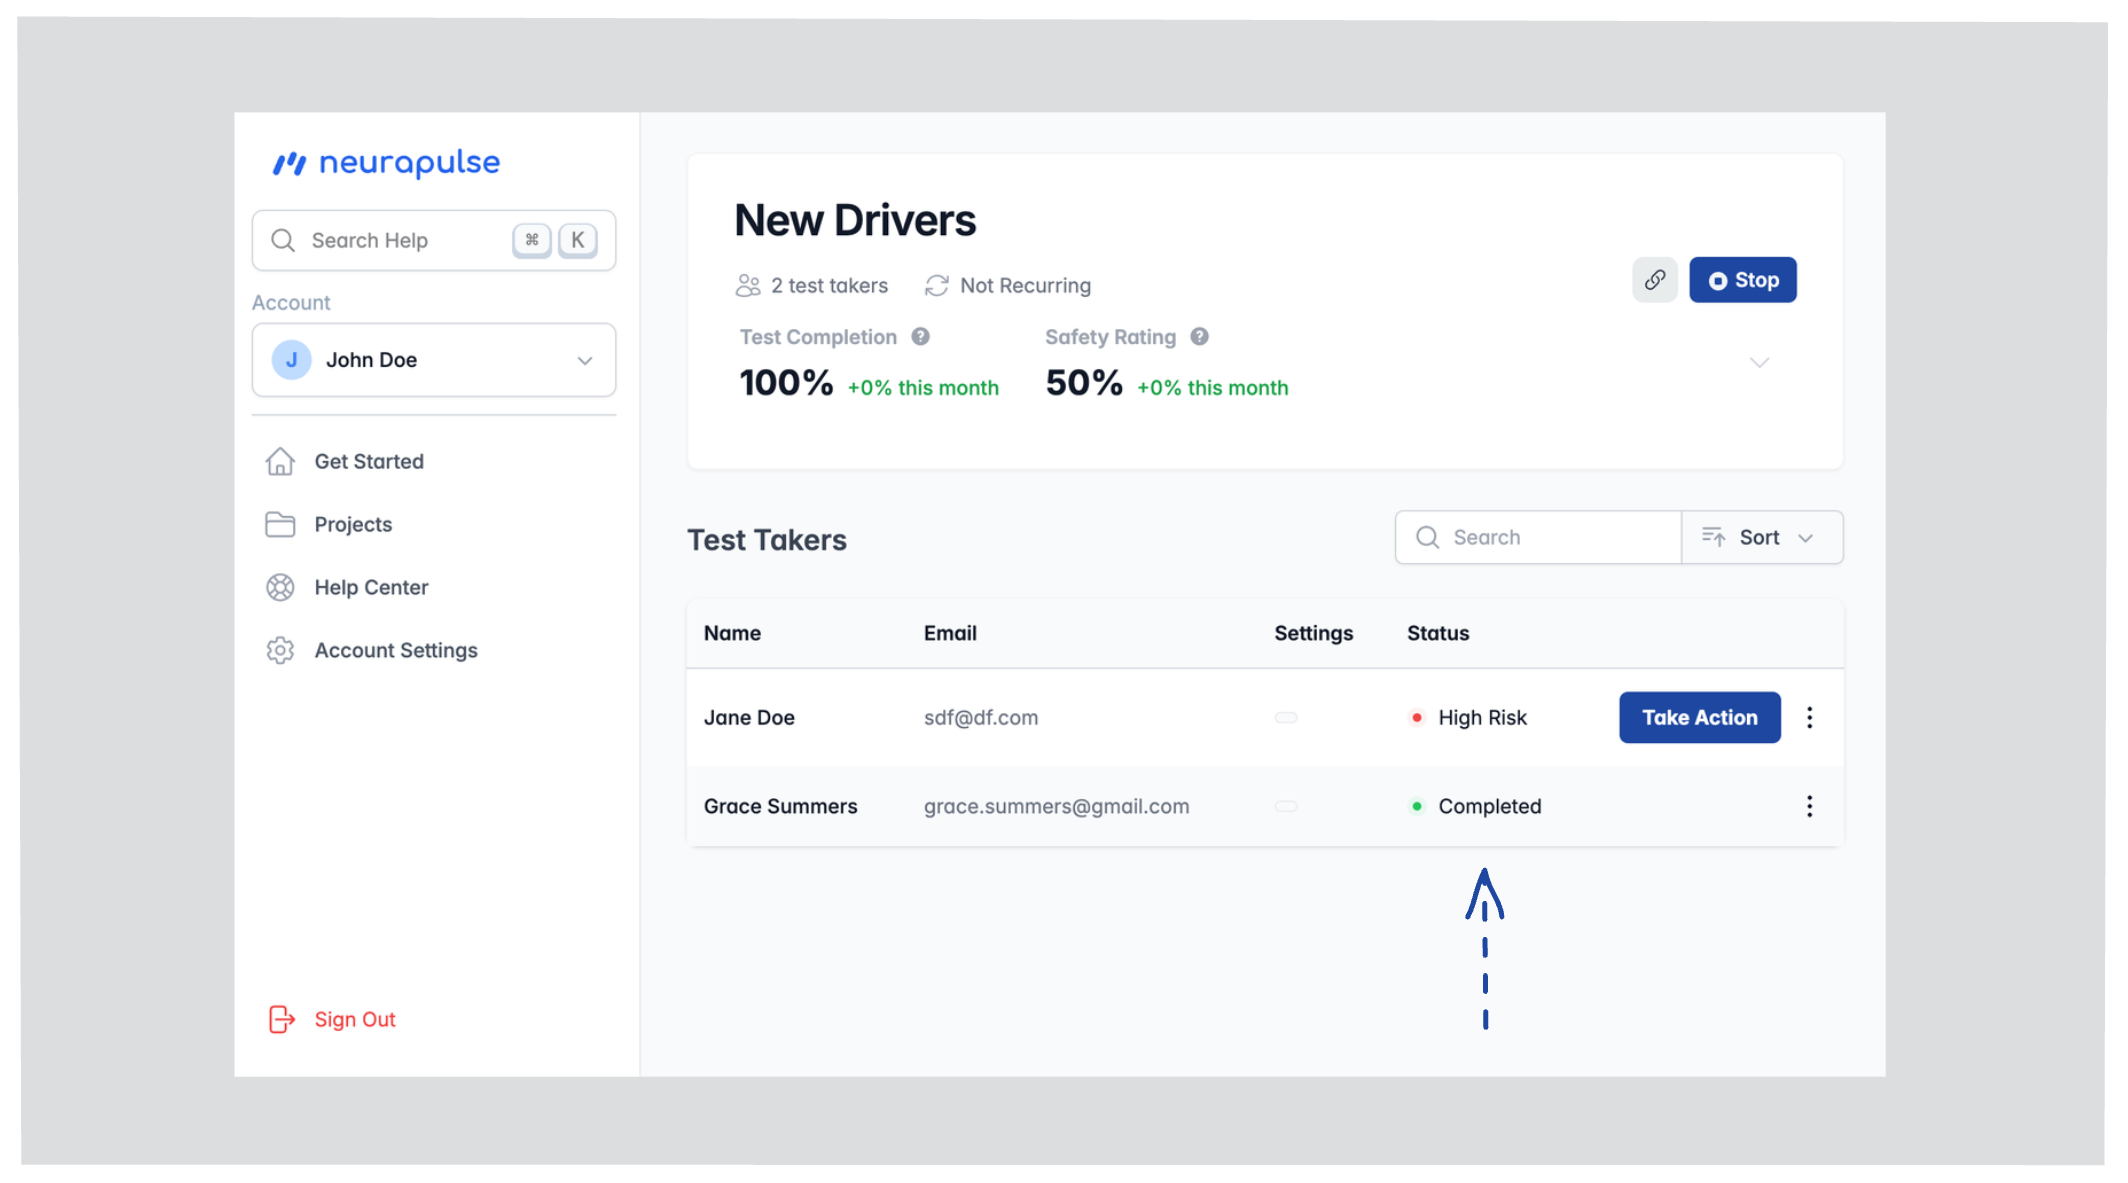 neurapulse
Search Help ⌘ K
Account
J John Doe
Get Started
Projects
Help Center
Account Settings
Sign Out
New Drivers
2 test takers Not Recurring
Stop
Test Completion ? Safety Rating ?
100% +0% this month 50% +0% this month
Test Takers
Search Sort
Name Email Settings Status
Jane Doe sdf@df.com High Risk Take Action
Grace Summers grace.summers@gmail.com Completed